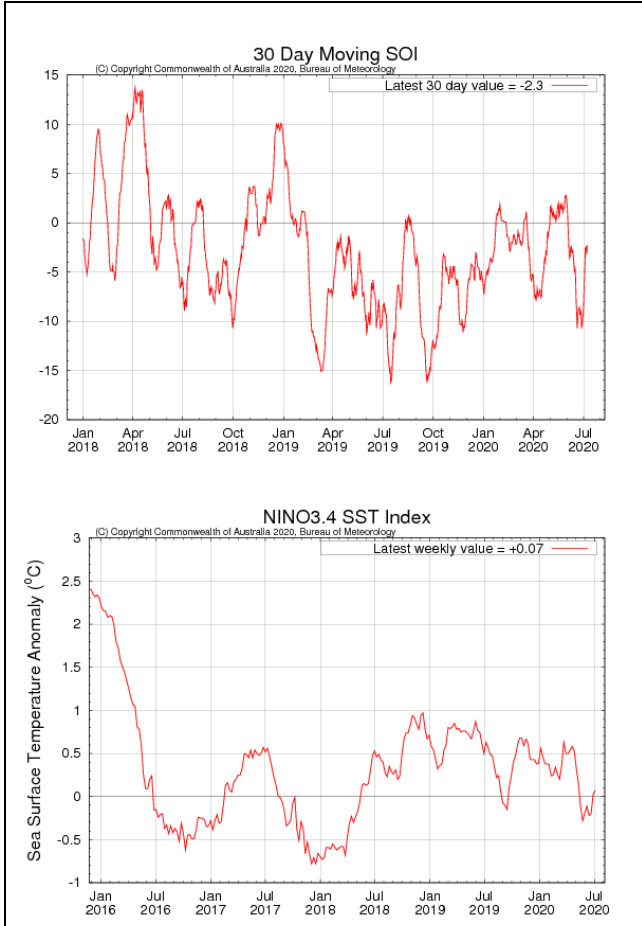 30 Day Moving SOI
(C) Copyright Commonwealth of Australia 2020, Bureau of Meteorology
Latest 30 day value = -2.3
15
10
5
0
-5
-10
-15
-20
Jan Apr Jul Oct Jan Apr Jul Oct Jan Apr Jul
2018 2018 2018 2018 2019 2019 2019 2019 2020 2020 2020
NINO3.4 SST Index
(C) Copyright Commonwealth of Australia 2020, Bureau of Meteorology
Latest weekly value = +0.07
Sea Surface Temperature Anomaly (⁰C)
3
2.5
2
1.5
1
0.5
0
-0.5
-1
Jan Jul Jan Jul Jan Jul Jan Jul Jan Jul
2016 2016 2017 2017 2018 2018 2019 2019 2020 2020